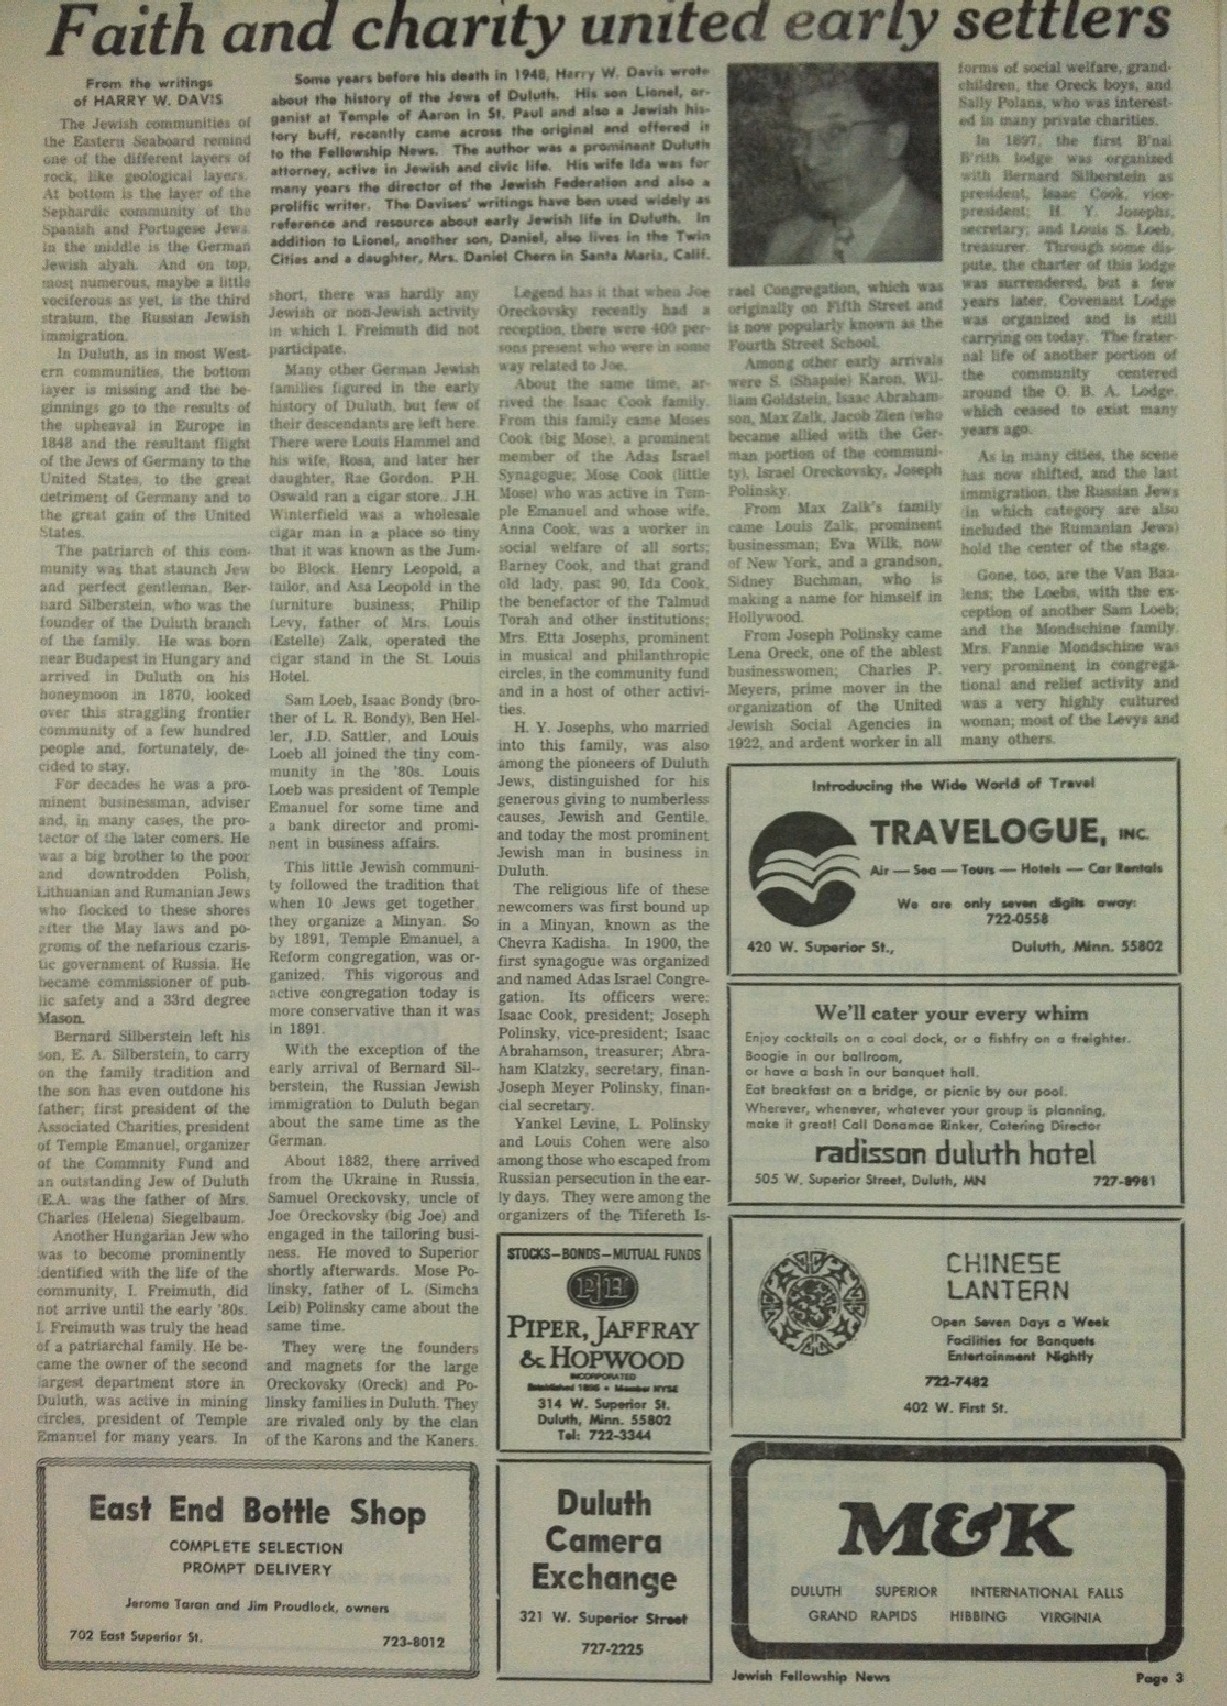 Faith and charity united early settlers
From the writings
of HARRY W. DAVIS
The Jewish communities of
the Eastern Seaboard remind
one of the different layers of
rock, like geological layers.
At bottom is the layer of the
Sephardic community of the
Spanish and Portugese Jews.
In the middle is the German
Jewish alyah. And on top,
most numerous, maybe a little
vociferous as yet, is the third
stratum, the Russian Jewish
immigration.
In Duluth, as in most West-
ern communities, the bottom
layer is missing and the be-
ginnings go to the results of
the upheaval in Europe in
1848 and the resultant flight
of the Jews of Germany to the
United States, to the great
detriment of Germany and to
the great gain of the United
States.
The patriarch of this com-
munity was that staunch Jew
and perfect gentleman, Ber-
nard Silberstein, who was the
founder of the Duluth branch
of the family. He was born
near Budapest in Hungary and
arrived in Duluth on his
honeymoon in 1870, looked
over this straggling frontier
community of a few hundred
people and, fortunately, de-
cided to stay.
For decades he was a pro-
minent businessman, adviser
and, in many cases, the pro-
tector of the later comers. He
was a big brother to the poor
and downtrodden Polish,
Lithuanian and Rumanian Jews
who flocked to these shores
after the May laws and po-
groms of the nefarious czaris-
tic government of Russia. He
became commissioner of pub-
lic safety and a 33rd degree
Mason.
Bernard Silberstein left his
son, E. A. Silberstein, to carry
on the family tradition and
the son has even outdone his
father; first president of the
Associated Charities, president
of Temple Emanuel, organizer
of the Commnity Fund and
an outstanding Jew of Duluth
(E.A. was the father of Mrs.
Charles (Helena) Siegelbaum.
Another Hungarian Jew who
was to become prominently
identified with the life of the
community, I. Freimuth, did
not arrive until the early '80s.
I. Freimuth was truly the head
of a patriarchal family. He be-
came the owner of the second
largest department store in
Duluth, was active in mining
circles, president of Temple
Emanuel for many years. In
Some years before his death in 1948, Harry W. Davis wrote
about the history of the Jews of Duluth. His son Lionel, or-
ganist at Temple of Aaron in St. Paul and also a Jewish his-
tory buff, recently came across the original and offered it
to the Fellowship News. The author was a prominent Duluth
attorney, active in Jewish and civic life. His wife Ida was for
many years the director of the Jewish Federation and also a
prolific writer. The Davises' writings have ben used widely as
reference and resource about early Jewish life in Duluth. In
addition to Lionel, another son, Daniel, also lives in the Twin
Cities and a daughter, Mrs. Daniel Chern in Santa Maria, Calif.
short, there was hardly any
Jewish or non-Jewish activity
in which I. Freimuth did not
participate.
Many other German Jewish
families figured in the early
history of Duluth, but few of
their descendants are left here.
There were Louis Hammel and
his wife, Rosa, and later her
daughter, Rae Gordon. P.H.
Oswald ran a cigar store. J.H.
Winterfield was a wholesale
cigar man in a place so tiny
that it was known as the Jum-
bo Block. Henry Leopold, a
tailor, and Asa Leopold in the
furniture business; Philip
Levy, father of Mrs. Louis
(Estelle) Zalk, operated the
cigar stand in the St. Louis
Hotel.
Sam Loeb, Isaac Bondy (bro-
ther of L. R. Bondy), Ben Hel-
ler, J.D. Sattler, and Louis
Loeb all joined the tiny com-
munity in the '80s. Louis
Loeb was president of Temple
Emanuel for some time and
a bank director and promi-
nent in business affairs.
This little Jewish communi-
ty followed the tradition that
when 10 Jews get together
they organize a Minyan. So
by 1891, Temple Emanuel, a
Reform congregation, was or-
ganized. This vigorous and
active congregation today is
more conservative than it was
in 1891.
With the exception of the
early arrival of Bernard Sil-
berstein, the Russian Jewish
immigration to Duluth began
about the same time as the
German.
About 1882, there arrived
from the Ukraine in Russia,
Samuel Oreckovsky, uncle of
Joe Oreckovsky (big Joe) and
engaged in the tailoring busi-
ness. He moved to Superior
shortly afterwards. Mose Po-
linsky, father of L. (Simcha
Leib) Polinsky came about the
same time.
They were the founders
and magnets for the large
Oreckovsky (Oreck) and Po-
linsky families in Duluth. They
are rivaled only by the clan
of the Karons and the Kaners.
Legend has it that when Joe
Oreckovsky recently had a
reception, there were 400 per-
sons present who were in some
way related to Joe.
About the same time, ar-
rived the Isaac Cook family.
From this family came Moses
Cook (big Mose), a prominent
member of the Adas Israel
Synagogue; Mose Cook (little
Mose) who was active in Tem-
ple Emanuel and whose wife,
Anna Cook, was a worker in
social welfare of all sorts;
Barney Cook, and that grand
old lady, past 90, Ida Cook,
the benefactor of the Talmud
Torah and other institutions;
Mrs. Etta Josephs, prominent
in musical and philanthropic
circles, in the community fund
and in a host of other activi-
ties.
H. Y. Josephs, who married
into this family, was also
among the pioneers of Duluth
Jews, distinguished for his
generous giving to numberless
causes, Jewish and Gentile,
and today the most prominent
Jewish man in business in
Duluth.
The religious life of these
newcomers was first bound up
in a Minyan, known as the
Chevra Kadisha. In 1900, the
first synagogue was organized
and named Adas Israel Congre-
gation. Its officers were:
Isaac Cook, president; Joseph
Polinsky, vice-president; Isaac
Abrahamson, treasurer; Abra-
ham Klatzky, secretary, finan-
Joseph Meyer Polinsky, finan-
cial secretary.
Yankel Levine, L. Polinsky
and Louis Cohen were also
among those who escaped from
Russian persecution in the ear-
ly days. They were among the
organizers of the Tifereth Is-
rael Congregation, which was
originally on Fifth Street and
is now popularly known as the
Fourth Street School.
Among other early arrivals
were S. (Shapsie) Karon, Wil-
liam Goldstein, Isaac Abraham-
son, Max Zalk, Jacob Zien (who
became allied with the Ger-
man portion of the communi-
ty), Israel Oreckovsky, Joseph
Polinsky.
From Max Zalk's family
came Louis Zalk, prominent
businessman; Eva Wilk, now
of New York, and a grandson,
Sidney Buchman, who is
making a name for himself in
Hollywood.
From Joseph Polinsky came
Lena Oreck, one of the ablest
businesswomen; Charles P.
Meyers, prime mover in the
organization of the United
Jewish Social Agencies in
1922, and ardent worker in all
forms of social welfare, grand-
children, the Oreck boys, and
Sally Polans, who was interest-
ed in many private charities.
In 1897, the first B'nai
B'rith lodge was organized
with Bernard Silberstein as
president, Isaac Cook, vice-
president; H. Y. Josephs,
secretary; and Louis S. Loeb,
treasurer. Through some dis-
pute, the charter of this lodge
was surrendered, but a few
years later, Covenant Lodge
was organized and is still
carrying on today. The frater-
nal life of another portion of
the community centered
around the O. B. A. Lodge,
which ceased to exist many
years ago.
As in many cities, the scene
has now shifted, and the last
immigration, the Russian Jews
(in which category are also
included the Rumanian Jews)
hold the center of the stage.
Gone, too, are the Van Baa-
lens; the Loebs, with the ex-
ception of another Sam Loeb;
and the Mondschine family.
Mrs. Fannie Mondschine was
very prominent in congrega-
tional and relief activity and
was a very highly cultured
woman; most of the Levys and
many others.
Introducing the Wide World of Travel
TRAVELOGUE, INC.
Air — Sea — Tours — Hotels — Car Rentals
We are only seven digits away:
722-0558
420 W. Superior St., Duluth, Minn. 55802
We'll cater your every whim
Enjoy cocktails on a coal dock, or a fishfry on a freighter.
Boogie in our ballroom,
or have a bash in our banquet hall.
Eat breakfast on a bridge, or picnic by our pool.
Wherever, whenever, whatever your group is planning,
make it great! Call Donamae Rinker, Catering Director
radisson duluth hotel
505 W. Superior Street, Duluth, MN 727-8981
STOCKS—BONDS—MUTUAL FUNDS
PJH
PIPER, JAFFRAY
& HOPWOOD
INCORPORATED
Established 1895 • Member NYSE
314 W. Superior St.
Duluth, Minn. 55802
Tel: 722-3344
CHINESE
LANTERN
Open Seven Days a Week
Facilities for Banquets
Entertainment Nightly
722-7482
402 W. First St.
East End Bottle Shop
COMPLETE SELECTION
PROMPT DELIVERY
Jerome Taran and Jim Proudlock, owners
702 East Superior St. 723-8012
Duluth
Camera
Exchange
321 W. Superior Street
727-2225
M&K
DULUTH SUPERIOR INTERNATIONAL FALLS
GRAND RAPIDS HIBBING VIRGINIA
Jewish Fellowship News Page 3